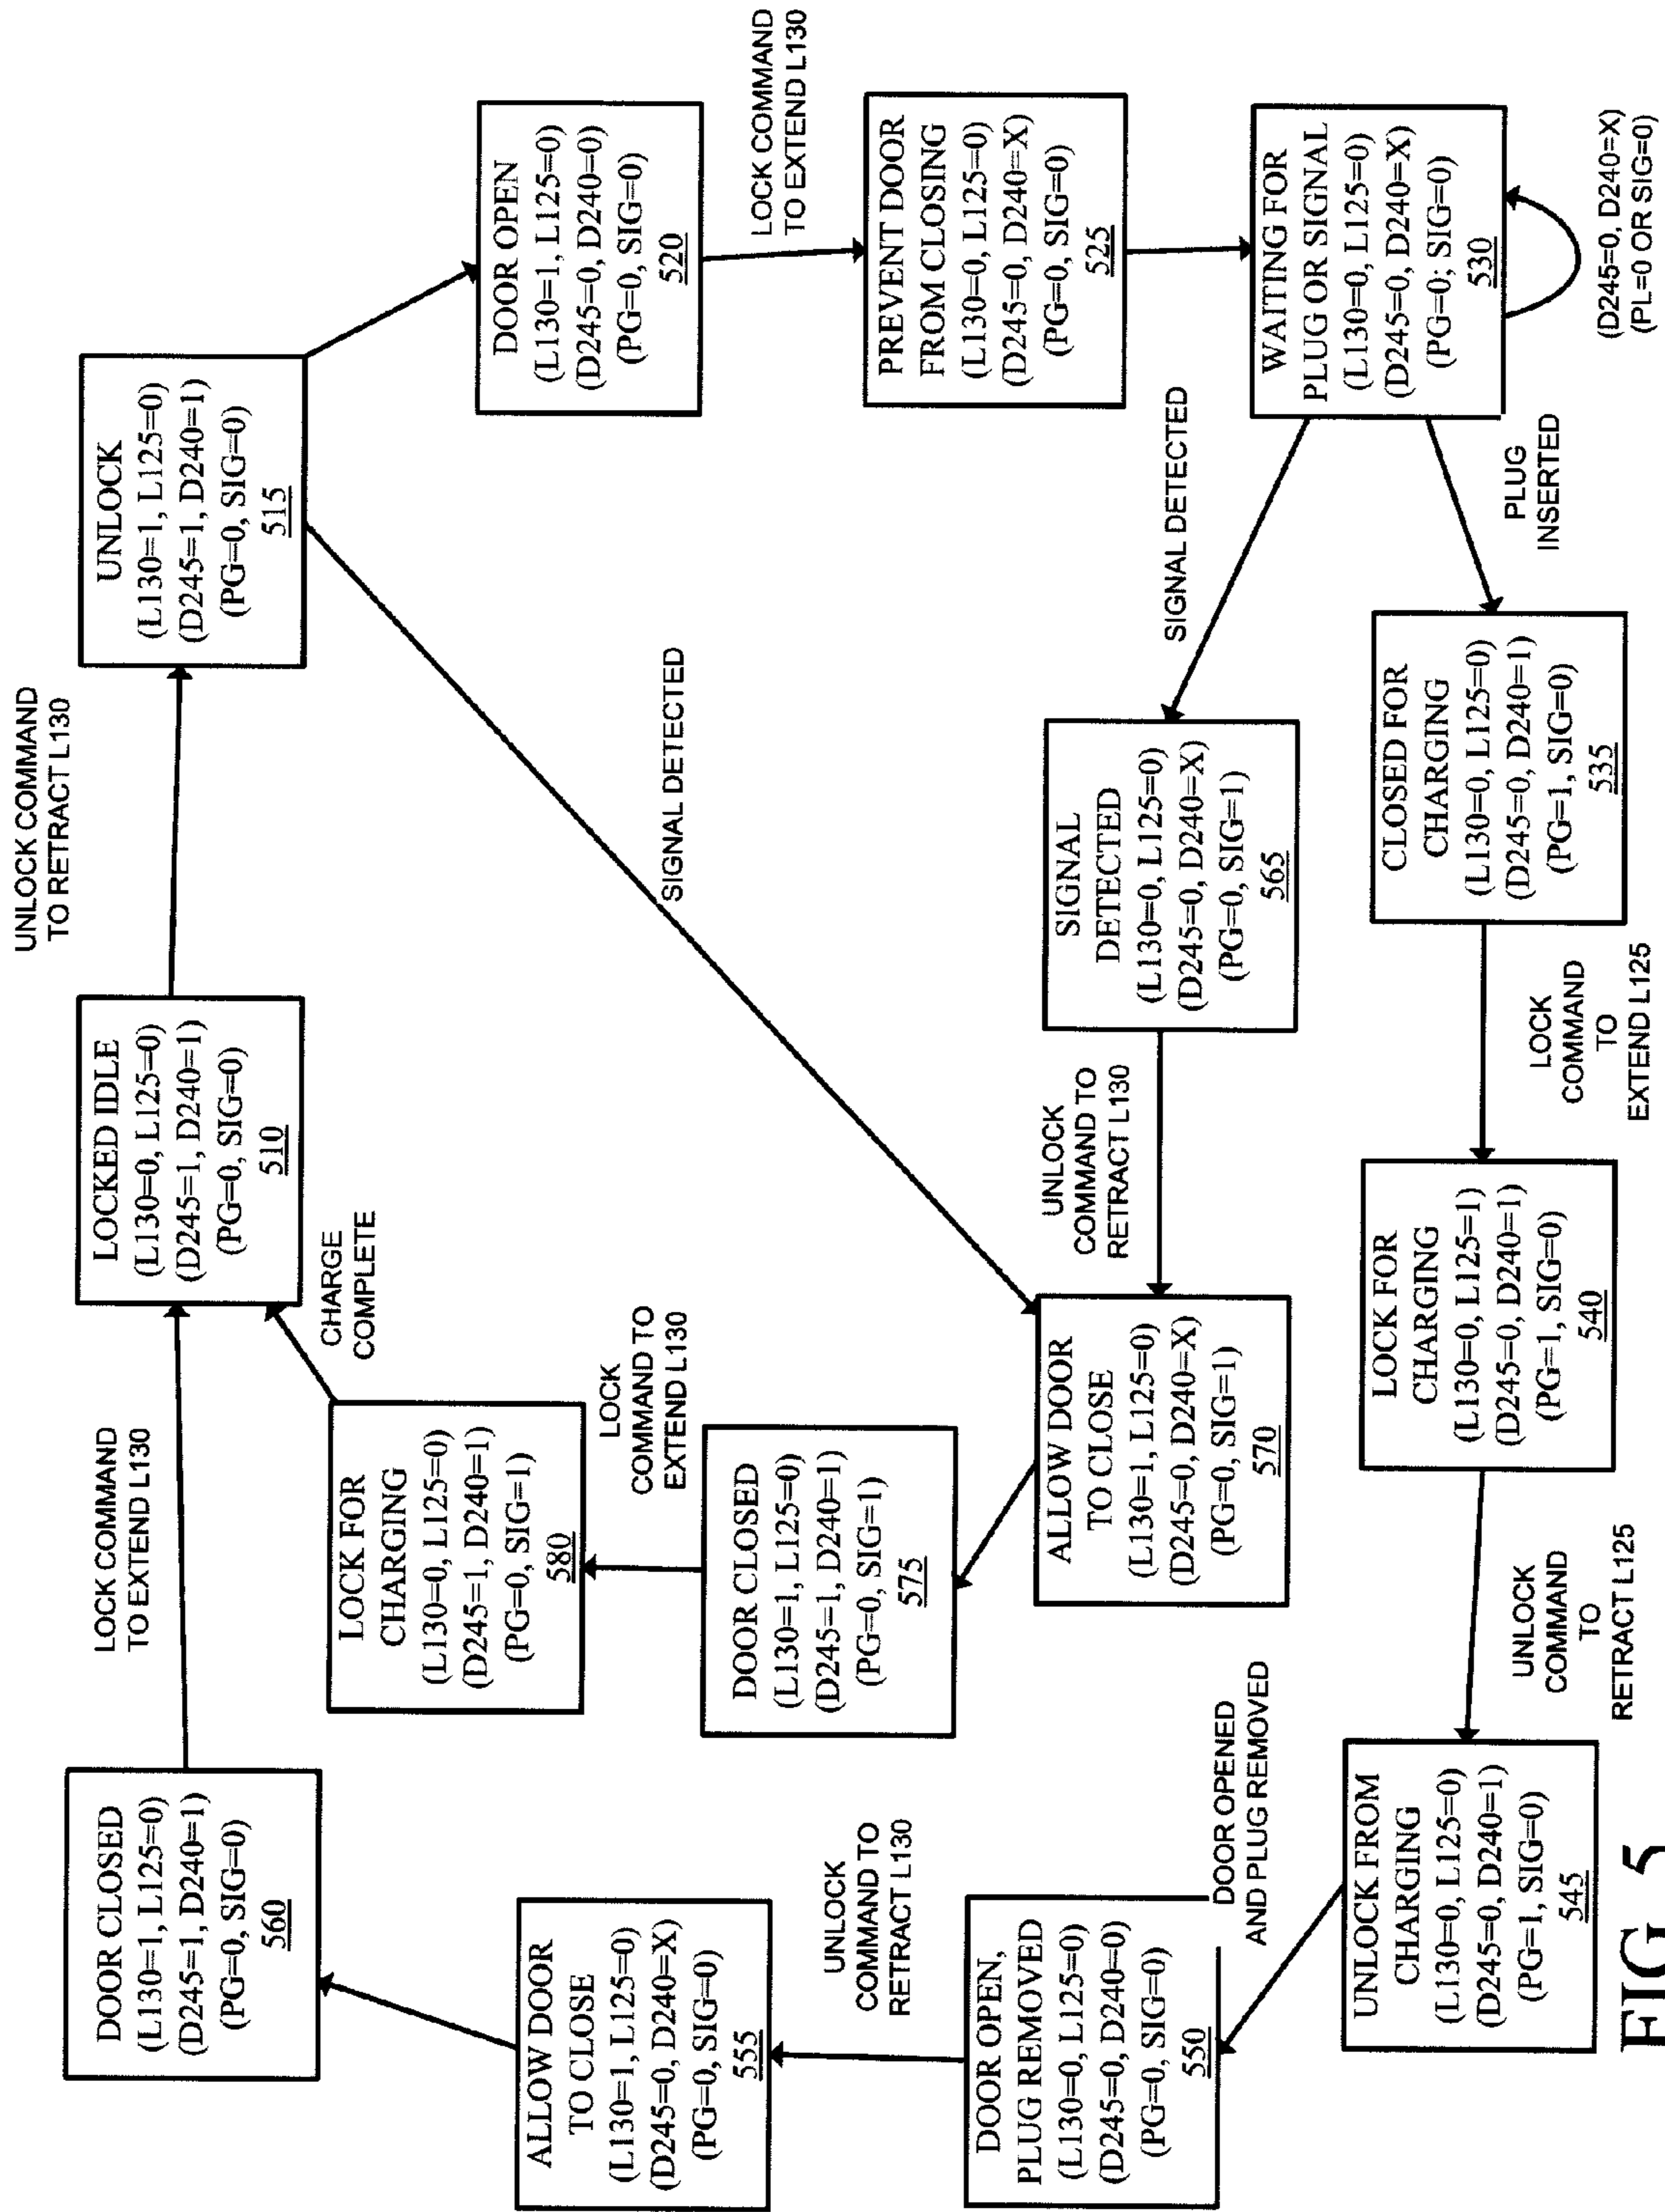 UNLOCK COMMAND
TO RETRACT L130
LOCK COMMAND
TO EXTEND L130
DOOR CLOSED
(L130=1, L125=0)
(D245=1, D240=1)
(PG=0, SIG=0)
560
LOCKED IDLE
(L130=0, L125=0)
(D245=1, D240=1)
(PG=0, SIG=0)
510
UNLOCK
(L130=1, L125=0)
(D245=1, D240=1)
(PG=0, SIG=0)
515
CHARGE
COMPLETE
LOCK FOR
CHARGING
(L130=0, L125=0)
(D245=1, D240=1)
(PG=0, SIG=1)
580
ALLOW DOOR
TO CLOSE
(L130=1, L125=0)
(D245=0, D240=X)
(PG=0, SIG=0)
555
LOCK
COMMAND TO
EXTEND L130
SIGNAL DETECTED
DOOR OPEN
(L130=1, L125=0)
(D245=0, D240=0)
(PG=0, SIG=0)
520
DOOR CLOSED
(L130=1, L125=0)
(D245=1, D240=1)
(PG=0, SIG=1)
575
LOCK COMMAND
TO EXTEND L130
UNLOCK
COMMAND TO
RETRACT L130
PREVENT DOOR
FROM CLOSING
(L130=0, L125=0)
(D245=0, D240=X)
(PG=0, SIG=0)
525
DOOR OPEN,
PLUG REMOVED
(L130=0, L125=0)
(D245=0, D240=0)
(PG=0, SIG=0)
550
DOOR OPENED
AND PLUG REMOVED
ALLOW DOOR
TO CLOSE
(L130=1, L125=0)
(D245=0, D240=X)
(PG=0, SIG=1)
570
UNLOCK
COMMAND TO
RETRACT L130
SIGNAL
DETECTED
(L130=0, L125=0)
(D245=0, D240=X)
(PG=0, SIG=1)
565
SIGNAL DETECTED
WAITING FOR
PLUG OR SIGNAL
(L130=0, L125=0)
(D245=0, D240=X)
(PG=0; SIG=0)
530
(D245=0, D240=X)
(PL=0 OR SIG=0)
PLUG
INSERTED
CLOSED FOR
CHARGING
(L130=0, L125=0)
(D245=0, D240=1)
(PG=1, SIG=0)
535
LOCK
COMMAND
TO
EXTEND L125
LOCK FOR
CHARGING
(L130=0, L125=1)
(D245=0, D240=1)
(PG=1, SIG=0)
540
UNLOCK
COMMAND
TO
RETRACT L125
UNLOCK FROM
CHARGING
(L130=0, L125=0)
(D245=0, D240=1)
(PG=1, SIG=0)
545
FIG. 5